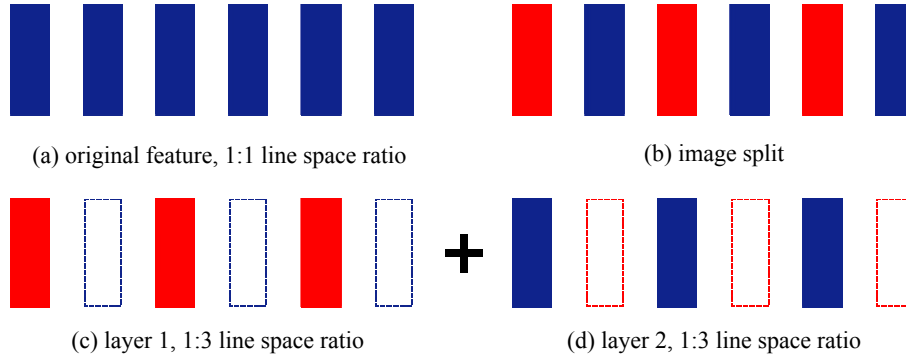 (a) original feature, 1:1 line space ratio
(b) image split
(c) layer 1, 1:3 line space ratio
(d) layer 2, 1:3 line space ratio